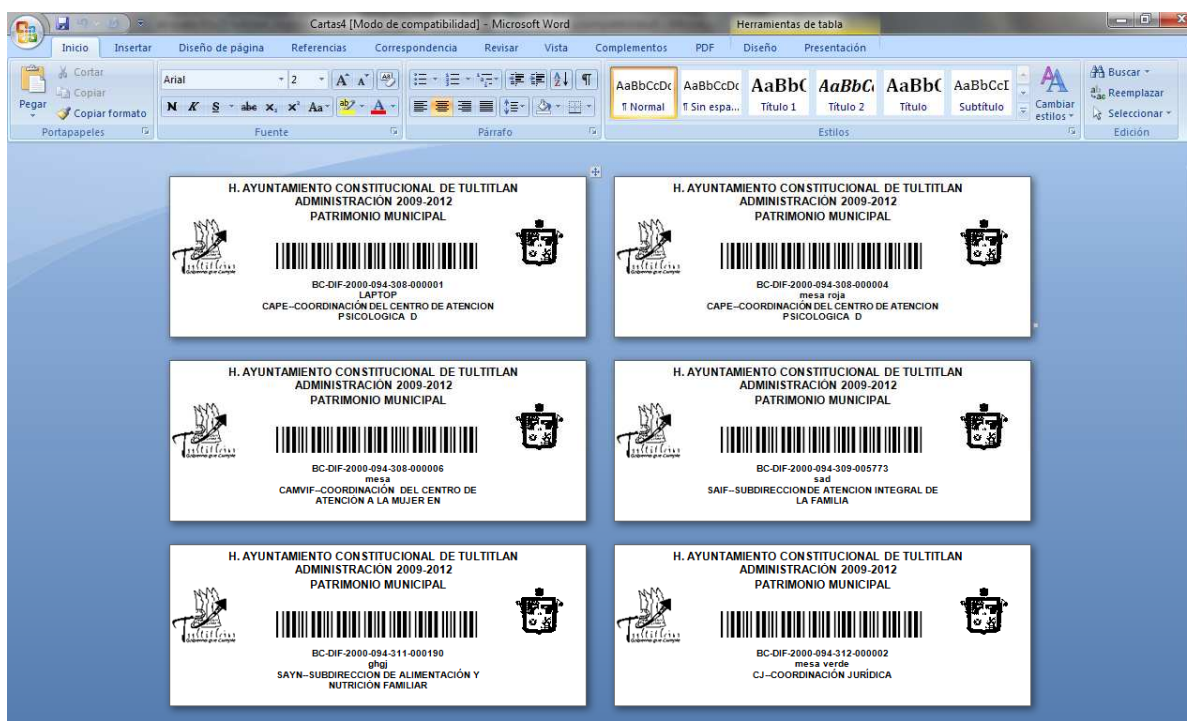 Cartas4 [Modo de compatibilidad] - Microsoft Word
Herramientas de tabla
Inicio Insertar Diseño de página Referencias Correspondencia Revisar Vista Complementos PDF Diseño Presentación
Pegar
Cortar
Copiar
Copiar formato
Portapapeles
Arial 2
N K S abc x₂ x² Aa
Fuente
Párrafo
AaBbCcDc AaBbCcDc AaBbC AaBbC AaBbC AaBbCcI
¶ Normal ¶ Sin espa... Título 1 Título 2 Título Subtítulo
Cambiar estilos
Estilos
Buscar
Reemplazar
Seleccionar
Edición
H. AYUNTAMIENTO CONSTITUCIONAL DE TULTITLAN
ADMINISTRACIÓN 2009-2012
PATRIMONIO MUNICIPAL
BC-DIF-2000-094-308-000001
LAPTOP
CAPE--COORDINACIÓN DEL CENTRO DE ATENCION
PSICOLOGICA D
H. AYUNTAMIENTO CONSTITUCIONAL DE TULTITLAN
ADMINISTRACIÓN 2009-2012
PATRIMONIO MUNICIPAL
BC-DIF-2000-094-308-000004
mesa roja
CAPE--COORDINACIÓN DEL CENTRO DE ATENCION
PSICOLOGICA D
H. AYUNTAMIENTO CONSTITUCIONAL DE TULTITLAN
ADMINISTRACIÓN 2009-2012
PATRIMONIO MUNICIPAL
BC-DIF-2000-094-308-000006
mesa
CAMVIF--COORDINACIÓN DEL CENTRO DE
ATENCIÓN A LA MUJER EN
H. AYUNTAMIENTO CONSTITUCIONAL DE TULTITLAN
ADMINISTRACIÓN 2009-2012
PATRIMONIO MUNICIPAL
BC-DIF-2000-094-309-005773
sad
SAIF--SUBDIRECCION DE ATENCION INTEGRAL DE
LA FAMILIA
H. AYUNTAMIENTO CONSTITUCIONAL DE TULTITLAN
ADMINISTRACIÓN 2009-2012
PATRIMONIO MUNICIPAL
BC-DIF-2000-094-311-000190
ghgj
SAYN--SUBDIRECCION DE ALIMENTACIÓN Y
NUTRICIÓN FAMILIAR
H. AYUNTAMIENTO CONSTITUCIONAL DE TULTITLAN
ADMINISTRACIÓN 2009-2012
PATRIMONIO MUNICIPAL
BC-DIF-2000-094-312-000002
mesa verde
CJ--COORDINACIÓN JURÍDICA